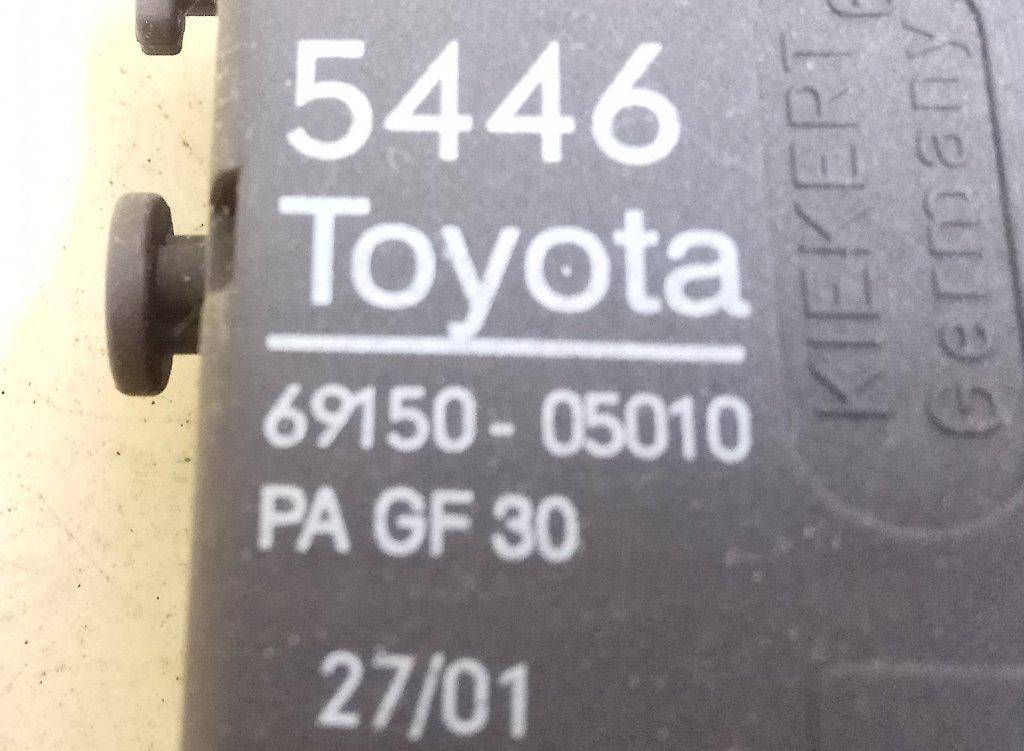 5446
Toyota
69150-05010
PA GF 30
27/01
KIEKERT
Germany